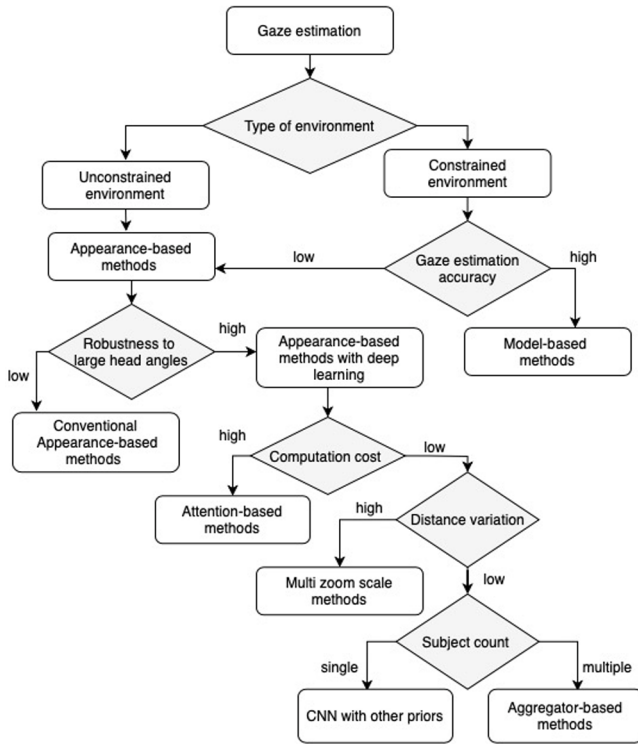 Gaze estimation
Type of environment
Unconstrained
environment
Constrained
environment
Appearance-based
methods
low
Gaze estimation
accuracy
high
Robustness to
large head angles
high
Appearance-based
methods with deep
learning
Model-based
methods
low
Conventional
Appearance-based
methods
high
Computation cost
low
Attention-based
methods
high
Distance variation
Multi zoom scale
methods
low
Subject count
single
multiple
CNN with other priors
Aggregator-based
methods